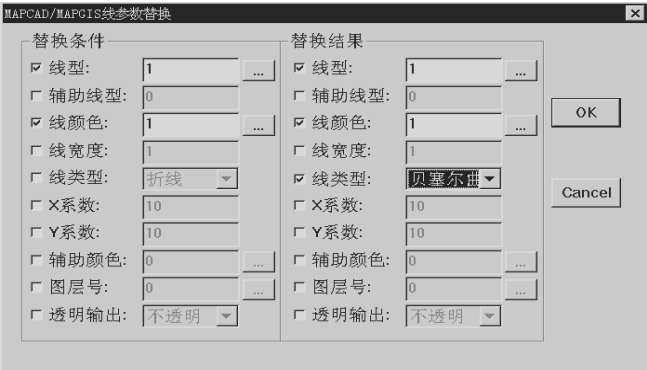 MAPCAD/MAPGIS线参数替换
替换条件 替换结果
线型: 1 ... 线型: 1 ...
辅助线型: 0 辅助线型: 0
线颜色: 1 ... 线颜色: 1 ...
OK
线宽度: 1 线宽度: 1
线类型: 折线 线类型: 贝塞尔曲
Cancel
X系数: 10 X系数: 10
Y系数: 10 Y系数: 10
辅助颜色: 0 ... 辅助颜色: 0 ...
图层号: 0 ... 图层号: 0 ...
透明输出: 不透明 透明输出: 不透明